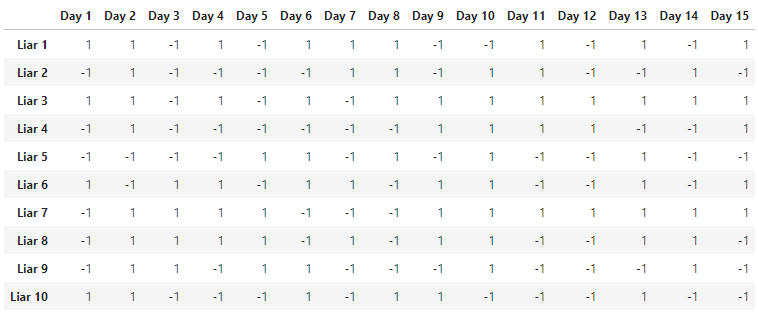 Day 1 Day 2 Day 3 Day 4 Day 5 Day 6 Day 7 Day 8 Day 9 Day 10 Day 11 Day 12 Day 13 Day 14 Day 15
Liar 1 1 1 -1 1 -1 1 1 1 -1 -1 1 -1 1 -1 1
Liar 2 -1 1 -1 -1 -1 -1 1 1 -1 1 1 -1 -1 1 -1
Liar 3 1 1 -1 1 -1 1 -1 1 1 1 1 1 1 1 1
Liar 4 -1 1 -1 -1 -1 -1 -1 -1 1 1 1 1 -1 -1 1
Liar 5 -1 -1 -1 -1 1 1 -1 1 -1 1 -1 -1 1 -1 -1
Liar 6 1 -1 1 1 -1 1 1 -1 1 1 -1 -1 1 -1 1
Liar 7 -1 1 1 1 1 -1 -1 -1 1 1 1 1 1 1 1
Liar 8 -1 1 1 1 1 -1 1 -1 1 1 -1 -1 1 1 -1
Liar 9 -1 1 1 -1 1 1 -1 -1 -1 1 -1 -1 -1 1 -1
Liar 10 1 1 -1 -1 -1 1 -1 1 1 -1 -1 -1 1 -1 -1